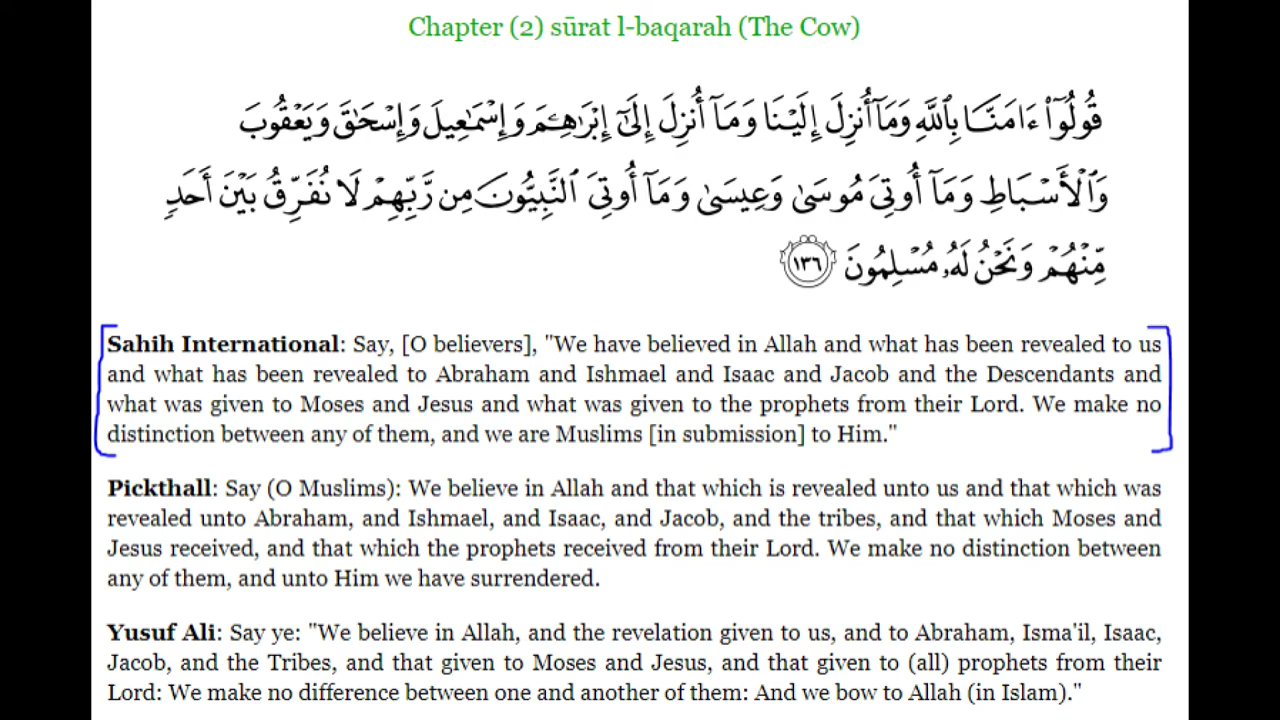 Chapter (2) sūrat l-baqarah (The Cow)
قُولُوٓا۟ ءَامَنَّا بِٱللَّهِ وَمَآ أُنزِلَ إِلَيْنَا وَمَآ أُنزِلَ إِلَىٰٓ إِبْرَٰهِـۧمَ وَإِسْمَـٰعِيلَ وَإِسْحَـٰقَ وَيَعْقُوبَ
وَٱلْأَسْبَاطِ وَمَآ أُوتِىَ مُوسَىٰ وَعِيسَىٰ وَمَآ أُوتِىَ ٱلنَّبِيُّونَ مِن رَّبِّهِمْ لَا نُفَرِّقُ بَيْنَ أَحَدٍ
مِّنْهُمْ وَنَحْنُ لَهُۥ مُسْلِمُونَ ١٣٦
Sahih International: Say, [O believers], "We have believed in Allah and what has been revealed to us
and what has been revealed to Abraham and Ishmael and Isaac and Jacob and the Descendants and
what was given to Moses and Jesus and what was given to the prophets from their Lord. We make no
distinction between any of them, and we are Muslims [in submission] to Him."
Pickthall: Say (O Muslims): We believe in Allah and that which is revealed unto us and that which was
revealed unto Abraham, and Ishmael, and Isaac, and Jacob, and the tribes, and that which Moses and
Jesus received, and that which the prophets received from their Lord. We make no distinction between
any of them, and unto Him we have surrendered.
Yusuf Ali: Say ye: "We believe in Allah, and the revelation given to us, and to Abraham, Isma'il, Isaac,
Jacob, and the Tribes, and that given to Moses and Jesus, and that given to (all) prophets from their
Lord: We make no difference between one and another of them: And we bow to Allah (in Islam)."